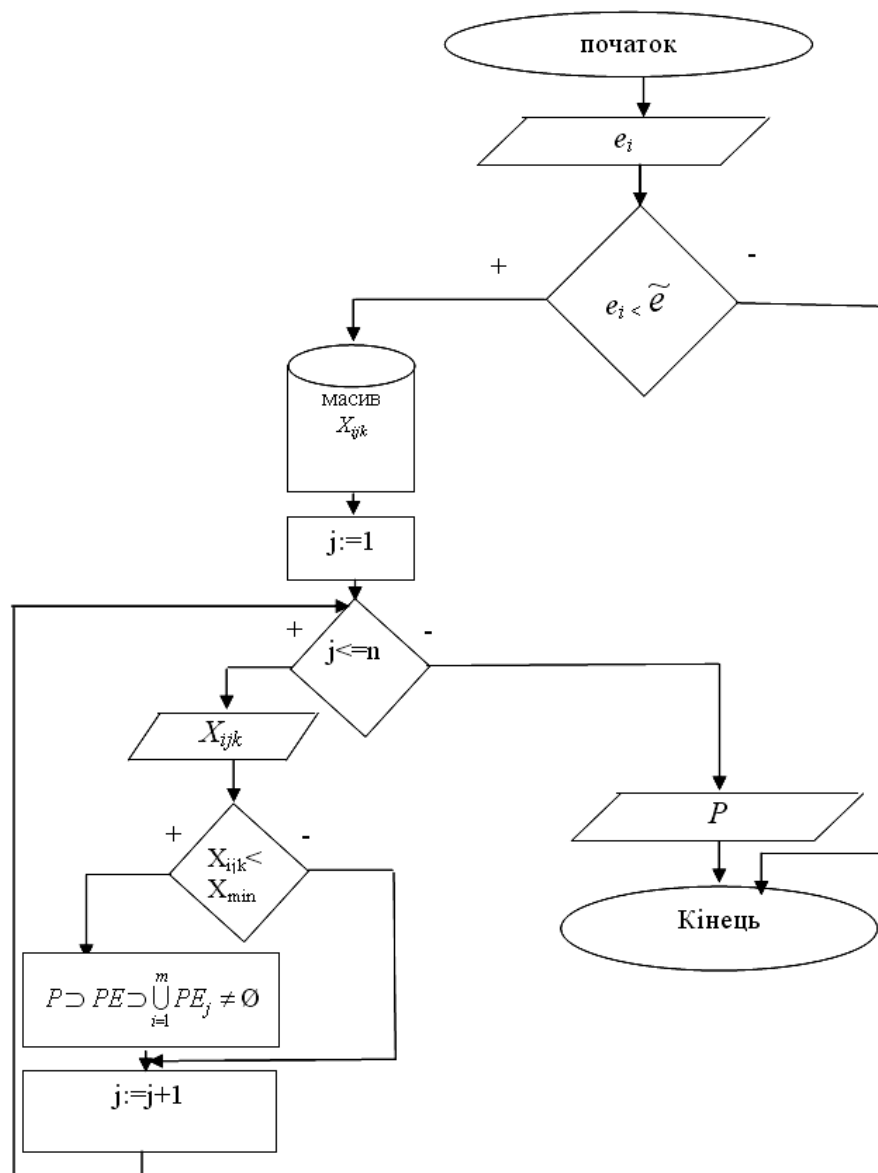 початок
e_i
+
-
e_i < ẽ
масив
X_ijk
j:=1
+
-
j<=n
X_ijk
P
+
-
X_ijk<
X_min
Кінець
P ⊃ PE ⊃ ⋃_{i=1}^{m} PE_j ≠ Ø
j:=j+1